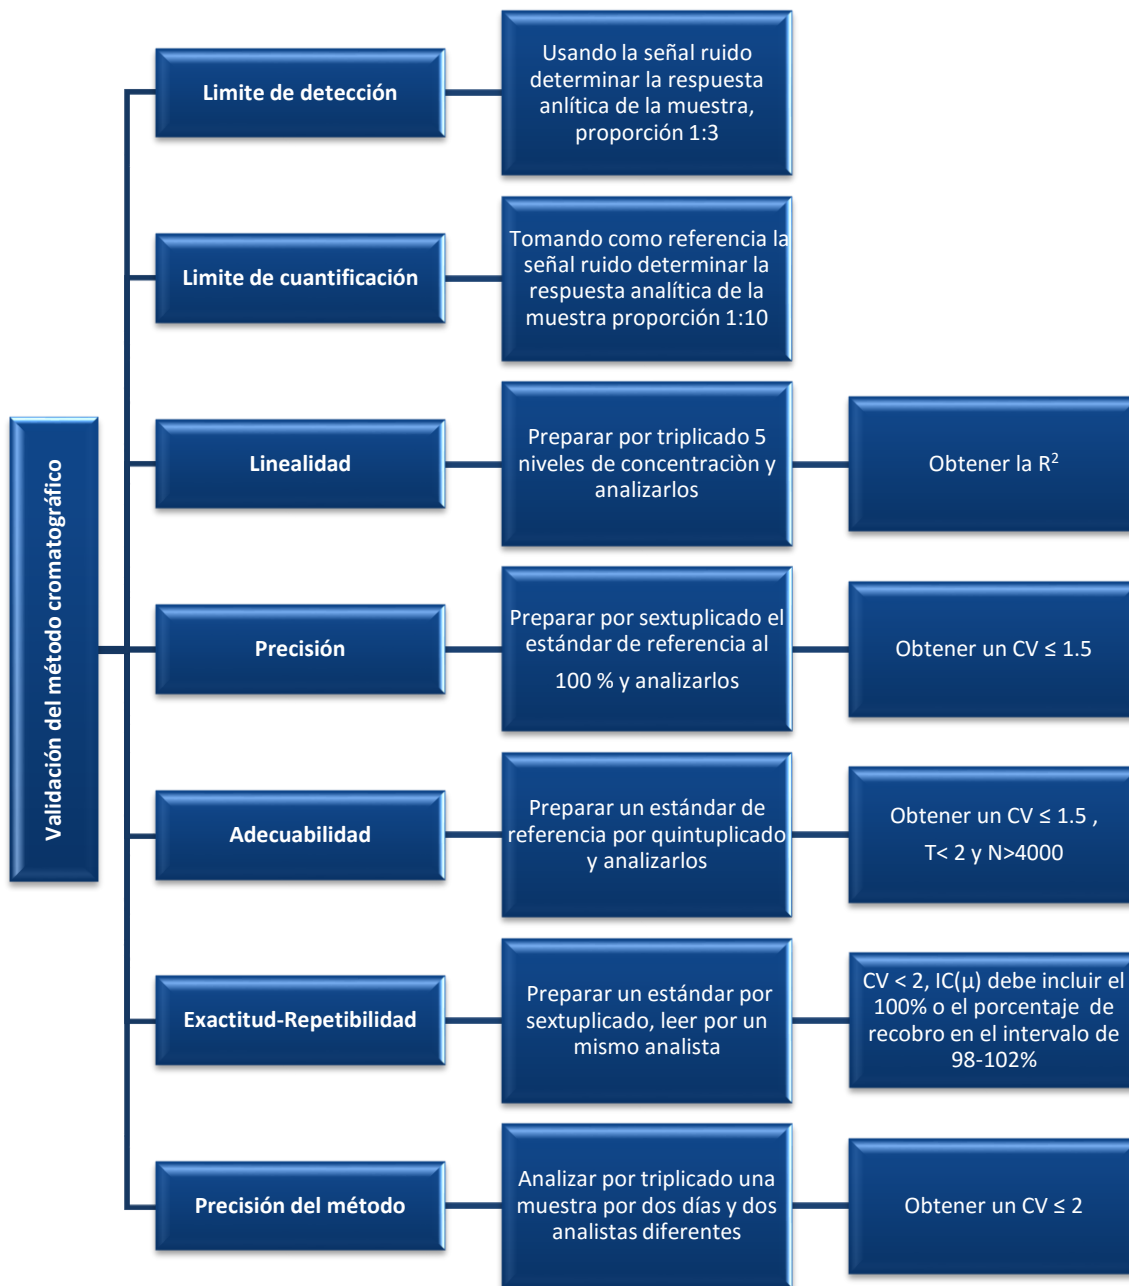 Validación del método cromatográfico
Limite de detección
Usando la señal ruido
determinar la respuesta
anlítica de la muestra,
proporción 1:3
Limite de cuantificación
Tomando como referencia la
señal ruido determinar la
respuesta analítica de la
muestra proporción 1:10
Linealidad
Preparar por triplicado 5
niveles de concentraciòn y
analizarlos
Obtener la R²
Precisión
Preparar por sextuplicado el
estándar de referencia al
100 % y analizarlos
Obtener un CV ≤ 1.5
Adecuabilidad
Preparar un estándar de
referencia por quintuplicado
y analizarlos
Obtener un CV ≤ 1.5 ,
T< 2 y N>4000
Exactitud-Repetibilidad
Preparar un estándar por
sextuplicado, leer por un
mismo analista
CV < 2, IC(μ) debe incluir el
100% o el porcentaje de
recobro en el intervalo de
98-102%
Precisión del método
Analizar por triplicado una
muestra por dos días y dos
analistas diferentes
Obtener un CV ≤ 2